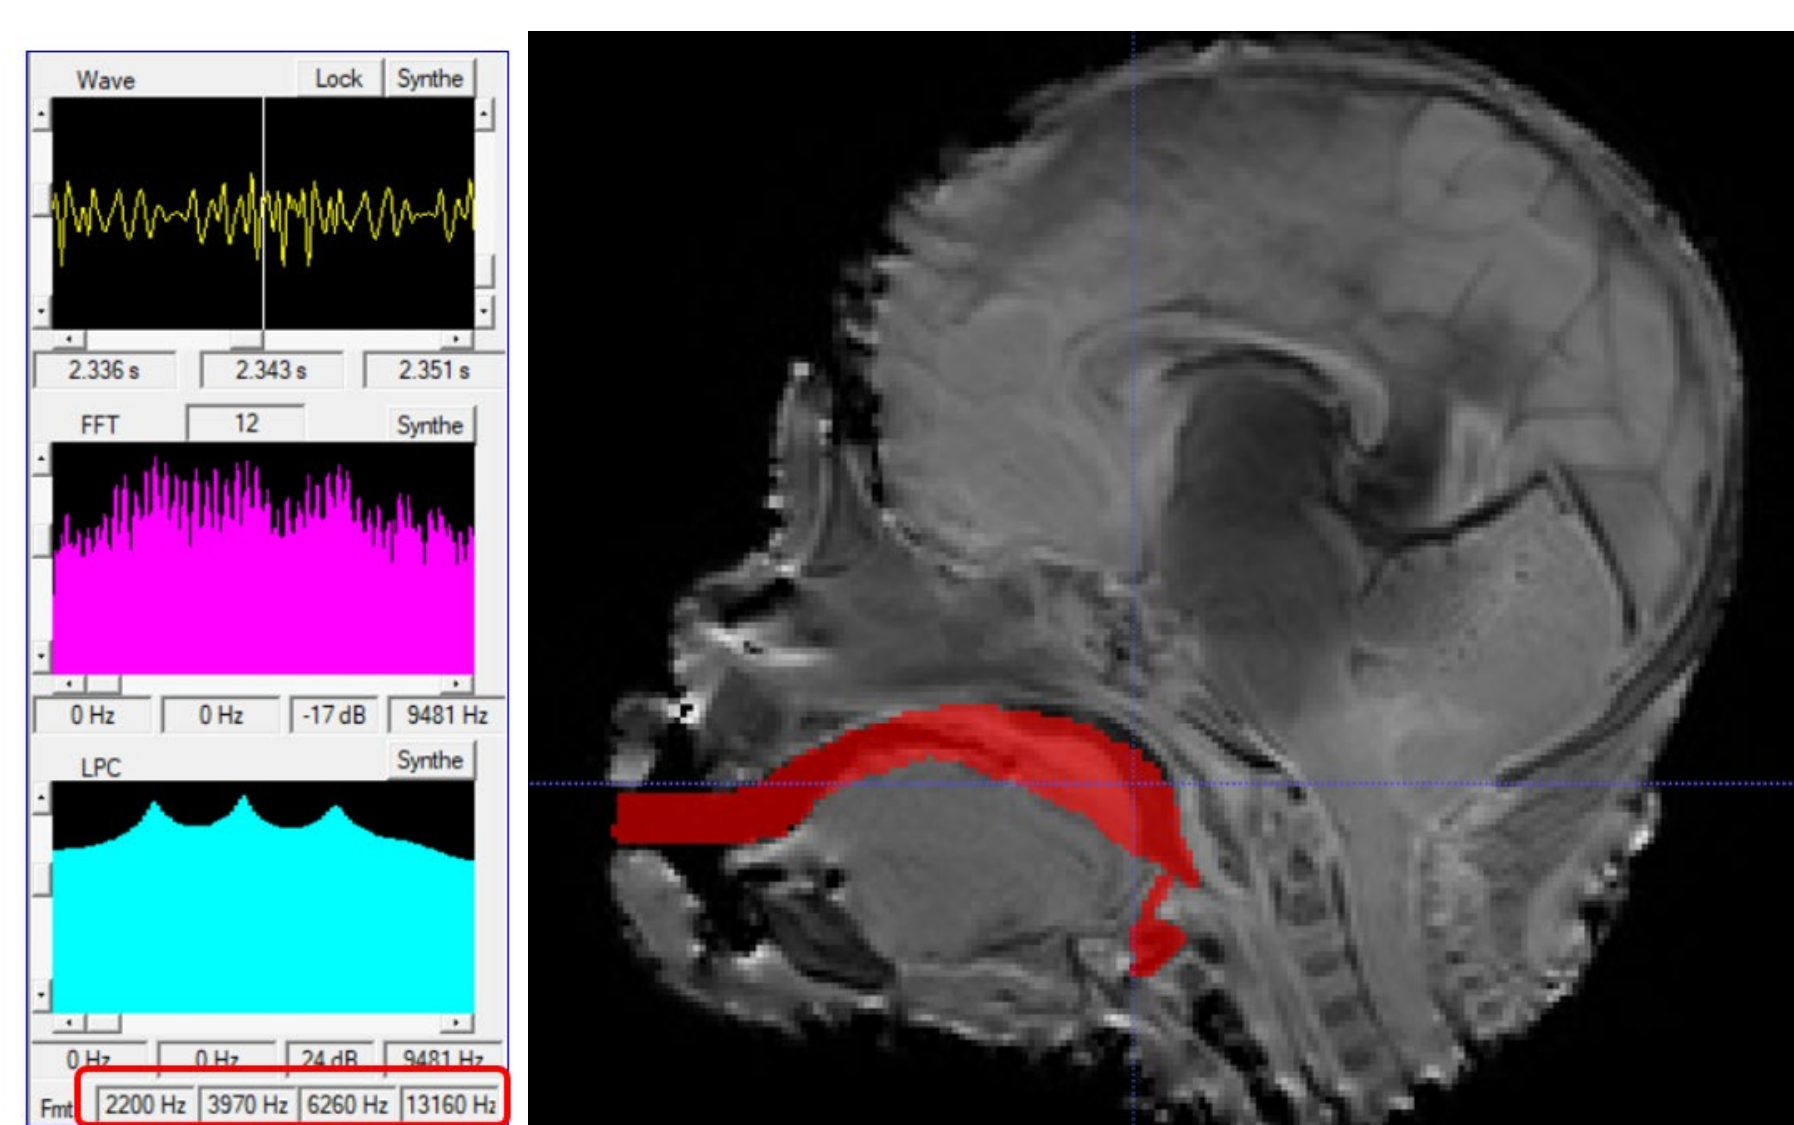 Wave Lock Synthe
2.336 s 2.343 s 2.351 s
FFT 12 Synthe
0 Hz 0 Hz -17 dB 9481 Hz
LPC Synthe
0 Hz 0 Hz 24 dB 9481 Hz
Fmt 2200 Hz 3970 Hz 6260 Hz 13160 Hz